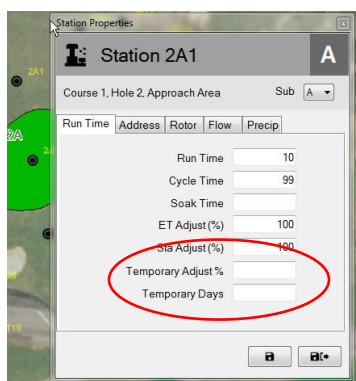 Station Properties
Station 2A1
A
Course 1, Hole 2, Approach Area
Sub
A
Run Time
Address
Rotor
Flow
Precip
Run Time 10
Cycle Time 99
Soak Time
ET Adjust (%) 100
Sta Adjust (%) 100
Temporary Adjust %
Temporary Days
2A1
2A